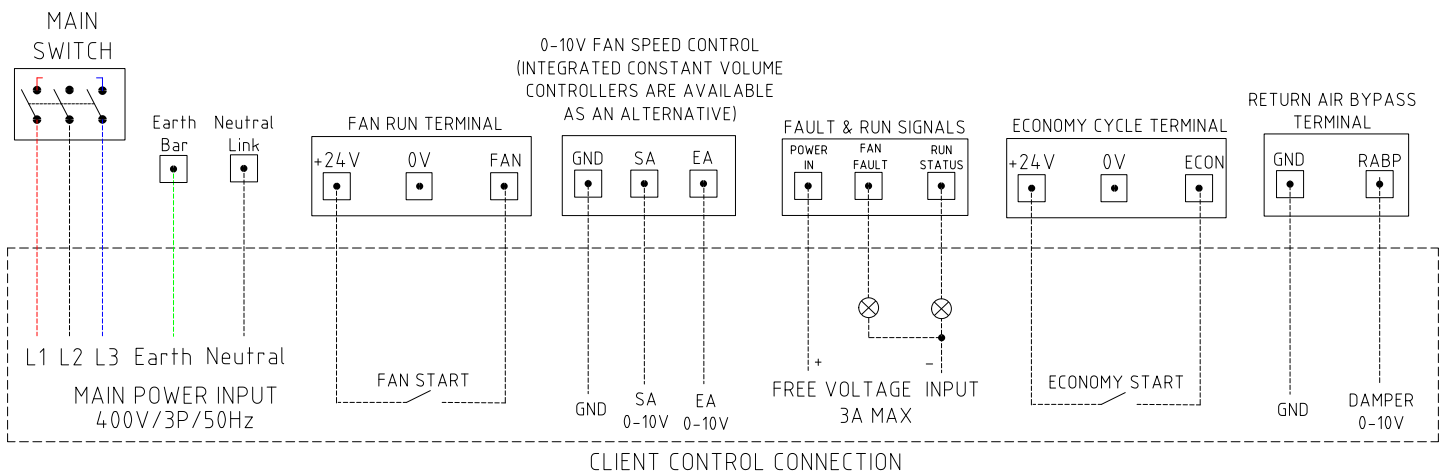 MAIN
SWITCH
Earth
Bar
Neutral
Link
FAN RUN TERMINAL
+24V 0V FAN
0-10V FAN SPEED CONTROL
(INTEGRATED CONSTANT VOLUME
CONTROLLERS ARE AVAILABLE
AS AN ALTERNATIVE)
GND SA EA
FAULT & RUN SIGNALS
POWER
IN
FAN
FAULT
RUN
STATUS
ECONOMY CYCLE TERMINAL
+24V 0V ECON
RETURN AIR BYPASS
TERMINAL
GND RABP
L1 L2 L3 Earth Neutral
MAIN POWER INPUT
400V/3P/50Hz
FAN START
GND
SA
0-10V
EA
0-10V
+ -
FREE VOLTAGE INPUT
3A MAX
ECONOMY START
GND
DAMPER
0-10V
CLIENT CONTROL CONNECTION